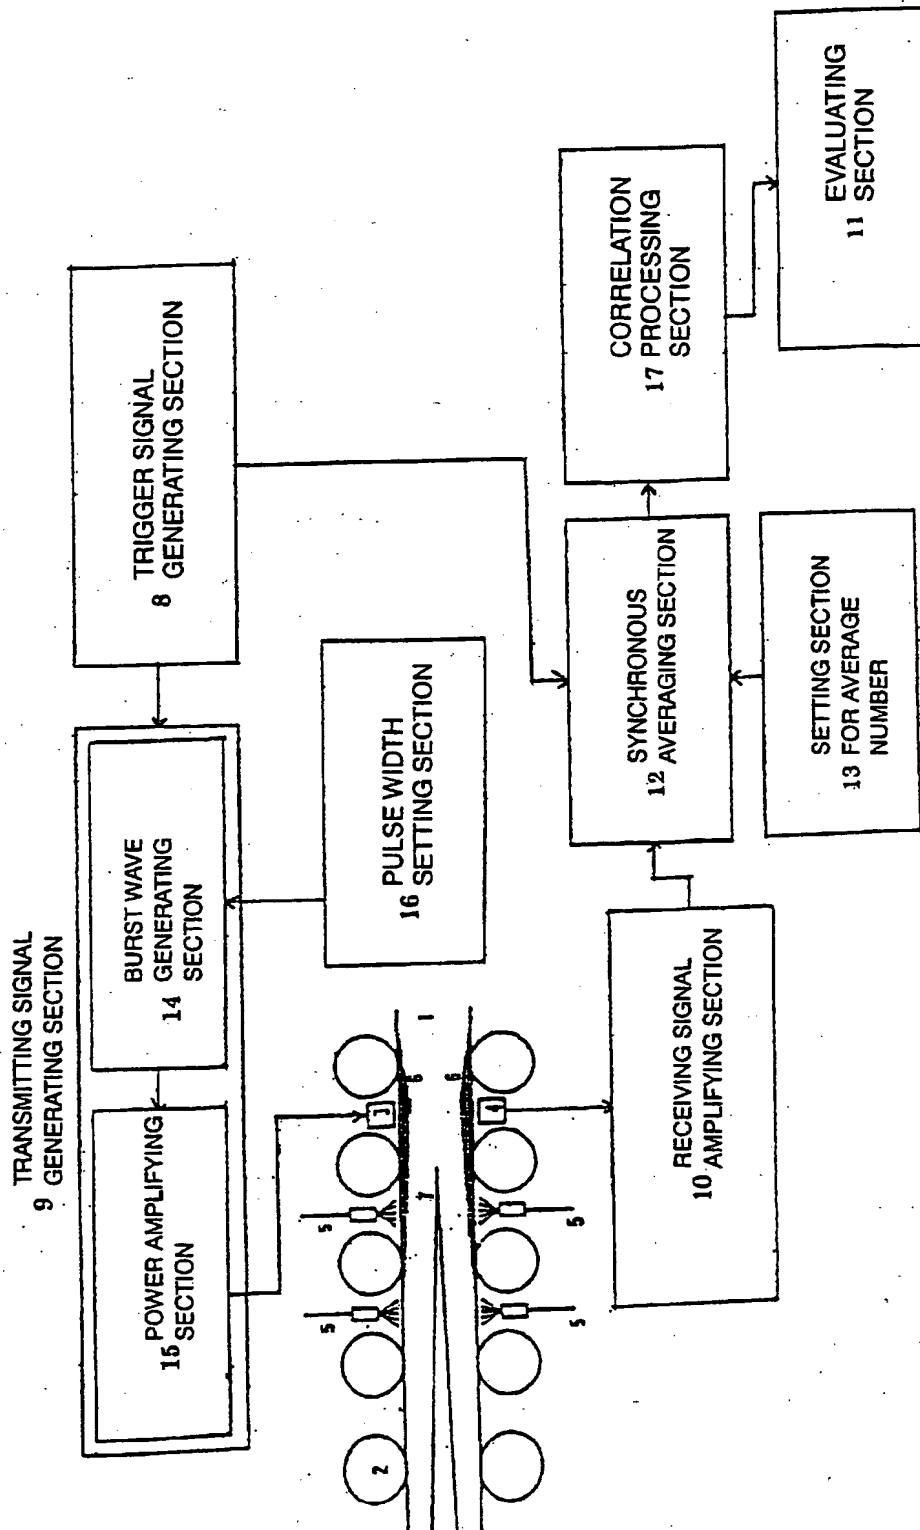 TRANSMITTING SIGNAL
9 GENERATING SECTION
POWER AMPLIFYING
15 SECTION
BURST WAVE
GENERATING
14 SECTION
TRIGGER SIGNAL
8 GENERATING SECTION
PULSE WIDTH
16 SETTING SECTION
5
5
2
3
6
7
1
6
4
5
5
RECEIVING SIGNAL
10 AMPLIFYING SECTION
SYNCHRONOUS
12 AVERAGING SECTION
CORRELATION
17 PROCESSING
SECTION
SETTING SECTION
13 FOR AVERAGE
NUMBER
EVALUATING
11 SECTION